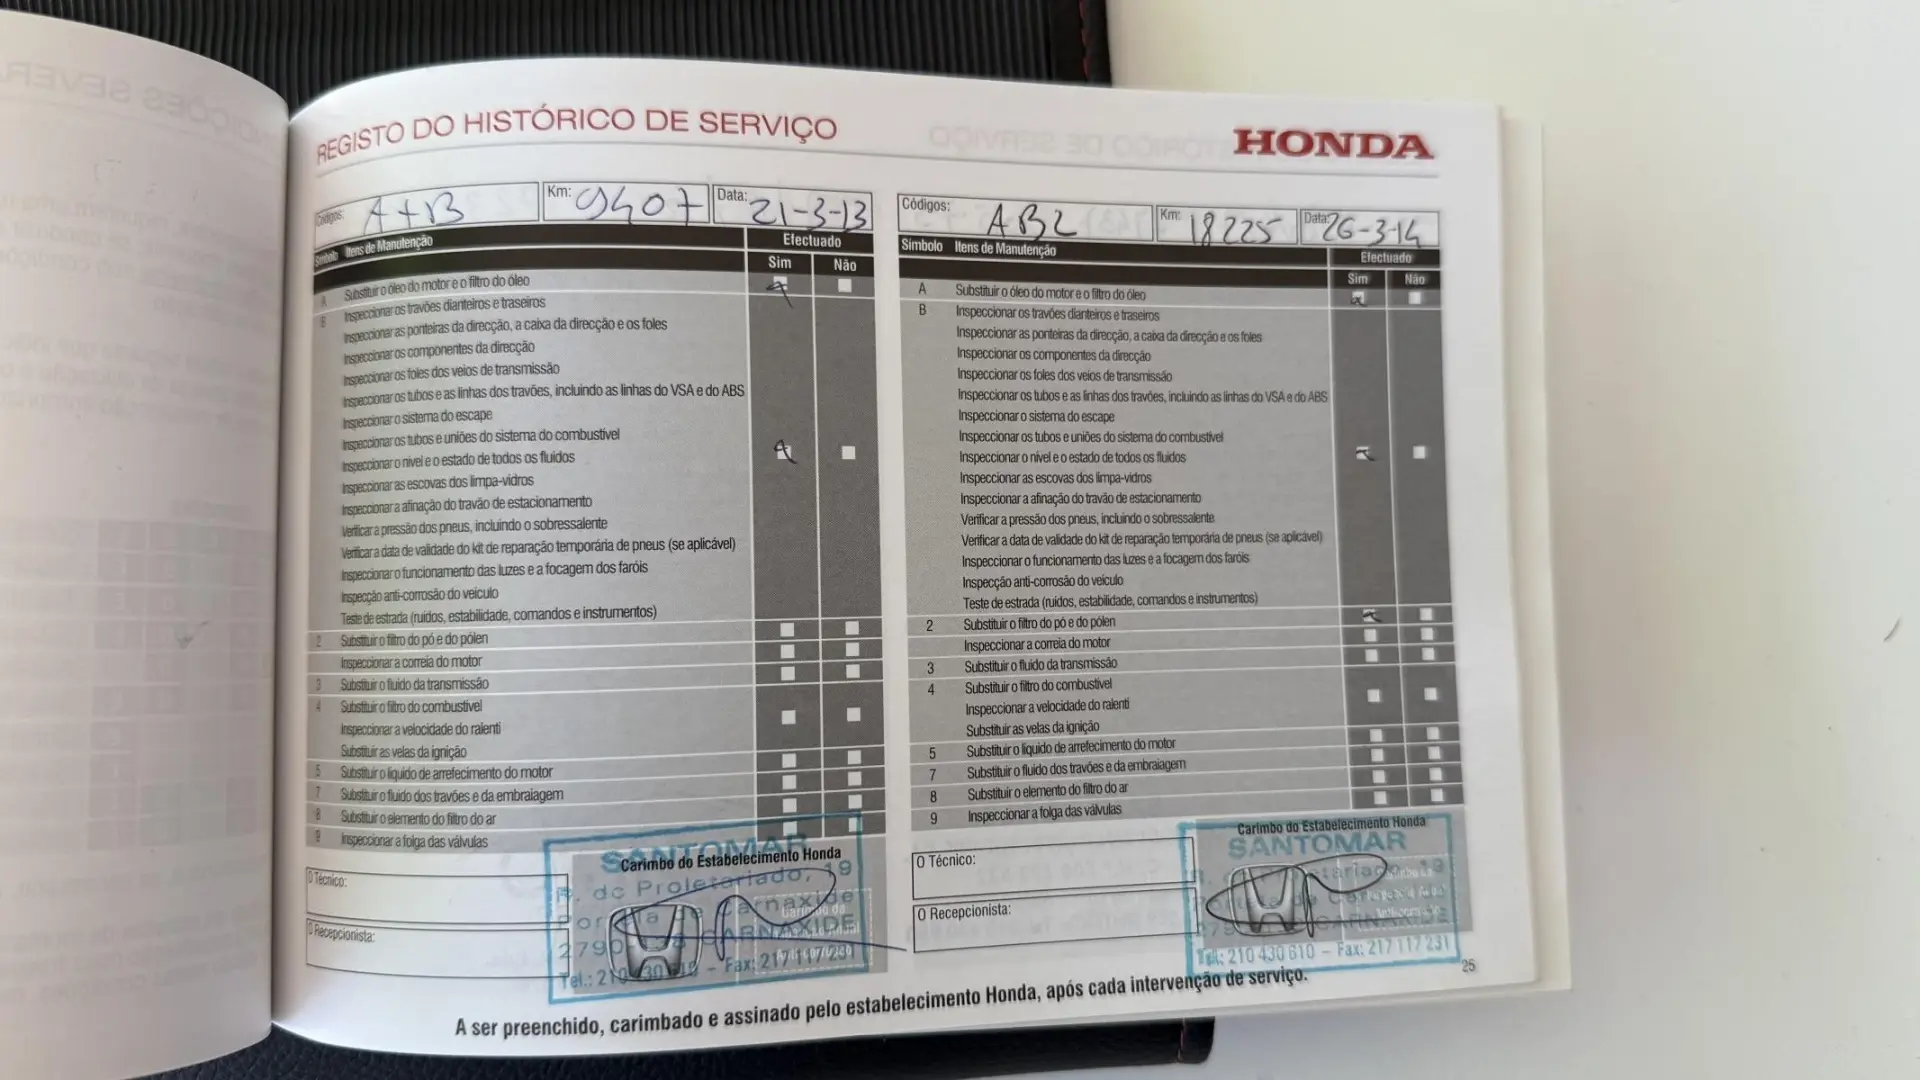 REGISTO DO HISTÓRICO DE SERVIÇO
HONDA
Códigos: A+B Km: 9407 Data: 21-3-13
Símbolo Itens de Manutenção Efectuado
Sim Não
A Substituir o óleo do motor e o filtro do óleo
B Inspeccionar os travões dianteiros e traseiros
Inspeccionar as ponteiras da direcção, a caixa da direcção e os foles
Inspeccionar os componentes da direcção
Inspeccionar os foles dos veios de transmissão
Inspeccionar os tubos e as linhas dos travões, incluindo as linhas do VSA e do ABS
Inspeccionar o sistema do escape
Inspeccionar os tubos e uniões do sistema do combustível
Inspeccionar o nível e o estado de todos os fluidos
Inspeccionar as escovas dos limpa-vidros
Inspeccionar a afinação do travão de estacionamento
Verificar a pressão dos pneus, incluindo o sobressalente
Verificar a data de validade do kit de reparação temporária de pneus (se aplicável)
Inspeccionar o funcionamento das luzes e a focagem dos faróis
Inspecção anti-corrosão do veículo
Teste de estrada (ruídos, estabilidade, comandos e instrumentos)
2 Substituir o filtro do pó e do pólen
Inspeccionar a correia do motor
3 Substituir o fluido da transmissão
4 Substituir o filtro do combustível
Inspeccionar a velocidade do ralenti
Substituir as velas da ignição
5 Substituir o líquido de arrefecimento do motor
7 Substituir o fluido dos travões e da embraiagem
8 Substituir o elemento do filtro do ar
9 Inspeccionar a folga das válvulas
O Técnico:
O Recepcionista:
Carimbo do Estabelecimento Honda
SANTOMAR
R. do Proletariado, 19
Portela de Carnaxide
CARNAXIDE
Fax: 217 117 231
Códigos: AB2 Km: 18225 Data: 26-3-14
Símbolo Itens de Manutenção Efectuado
Sim Não
A Substituir o óleo do motor e o filtro do óleo
B Inspeccionar os travões dianteiros e traseiros
Inspeccionar as ponteiras da direcção, a caixa da direcção e os foles
Inspeccionar os componentes da direcção
Inspeccionar os foles dos veios de transmissão
Inspeccionar os tubos e as linhas dos travões, incluindo as linhas do VSA e do ABS
Inspeccionar o sistema do escape
Inspeccionar os tubos e uniões do sistema do combustível
Inspeccionar o nível e o estado de todos os fluidos
Inspeccionar as escovas dos limpa-vidros
Inspeccionar a afinação do travão de estacionamento
Verificar a pressão dos pneus, incluindo o sobressalente
Verificar a data de validade do kit de reparação temporária de pneus (se aplicável)
Inspeccionar o funcionamento das luzes e a focagem dos faróis
Inspecção anti-corrosão do veículo
Teste de estrada (ruídos, estabilidade, comandos e instrumentos)
2 Substituir o filtro do pó e do pólen
Inspeccionar a correia do motor
3 Substituir o fluido da transmissão
4 Substituir o filtro do combustível
Inspeccionar a velocidade do ralenti
Substituir as velas da ignição
5 Substituir o líquido de arrefecimento do motor
7 Substituir o fluido dos travões e da embraiagem
8 Substituir o elemento do filtro do ar
9 Inspeccionar a folga das válvulas
O Técnico:
O Recepcionista:
Carimbo do Estabelecimento Honda
SANTOMAR
CARNAXIDE
Tel.: 210 430 610 - Fax: 217 117 231
25
A ser preenchido, carimbado e assinado pelo estabelecimento Honda, após cada intervenção de serviço.